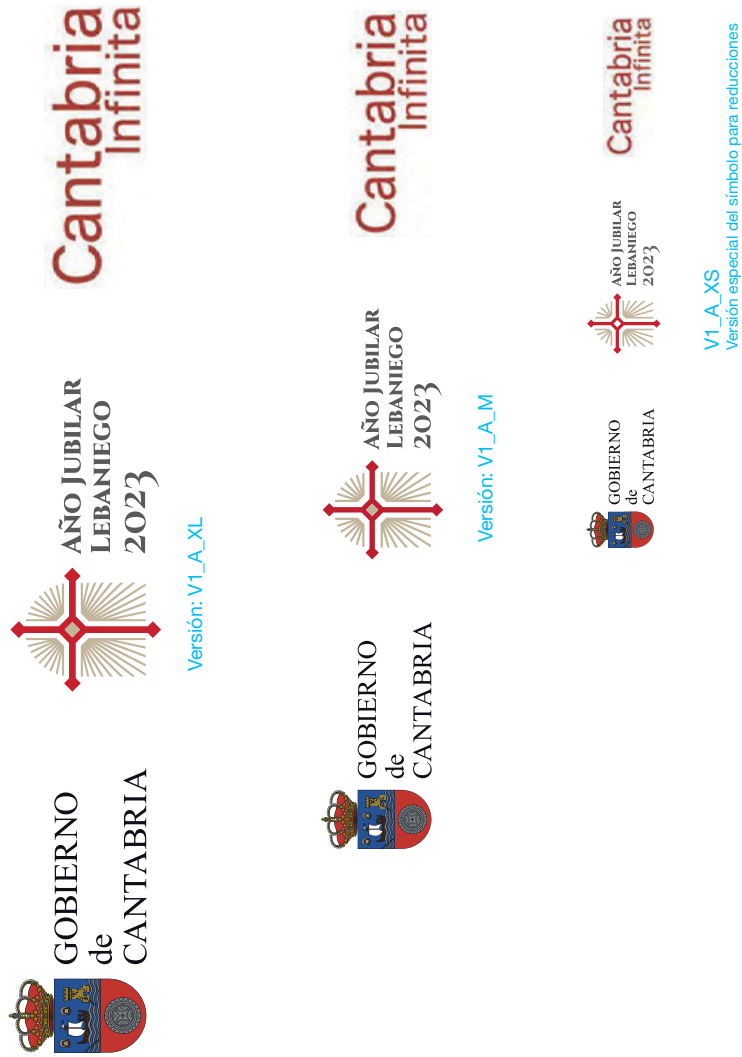 GOBIERNO
de
CANTABRIA
AÑO JUBILAR
LEBANIEGO
2023
Cantabria
Infinita
Versión: V1_A_XL
GOBIERNO
de
CANTABRIA
AÑO JUBILAR
LEBANIEGO
2023
Cantabria
Infinita
Versión: V1_A_M
GOBIERNO
de
CANTABRIA
AÑO JUBILAR
LEBANIEGO
2023
Cantabria
Infinita
V1_A_XS
Versión especial del símbolo para reducciones